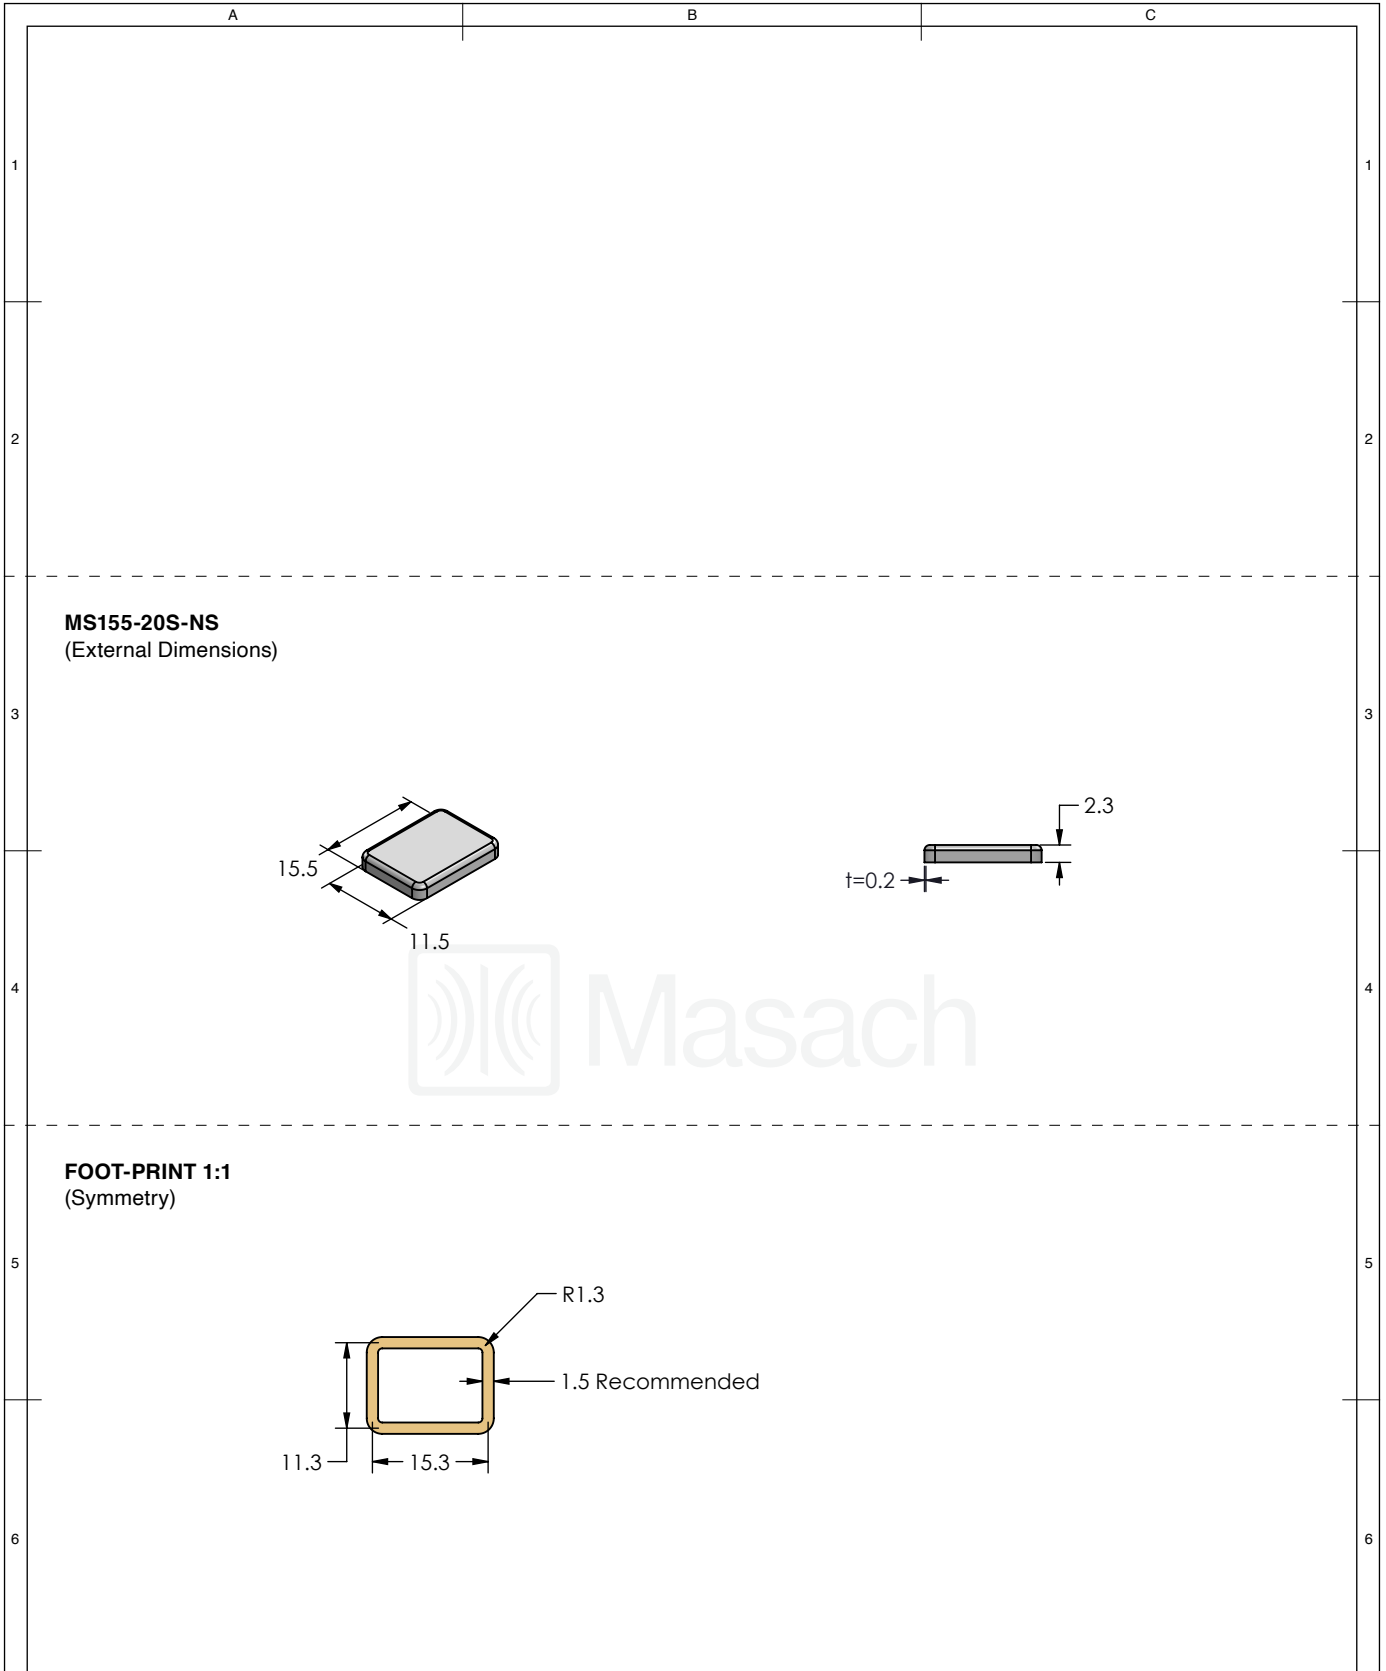 A B C
1 1
2 2
MS155-20S-NS
(External Dimensions)
3 3
2.3
15.5
t=0.2
11.5
Masach
4 4
FOOT-PRINT 1:1
(Symmetry)
5 5
R1.3
1.5 Recommended
11.3 15.3
6 6